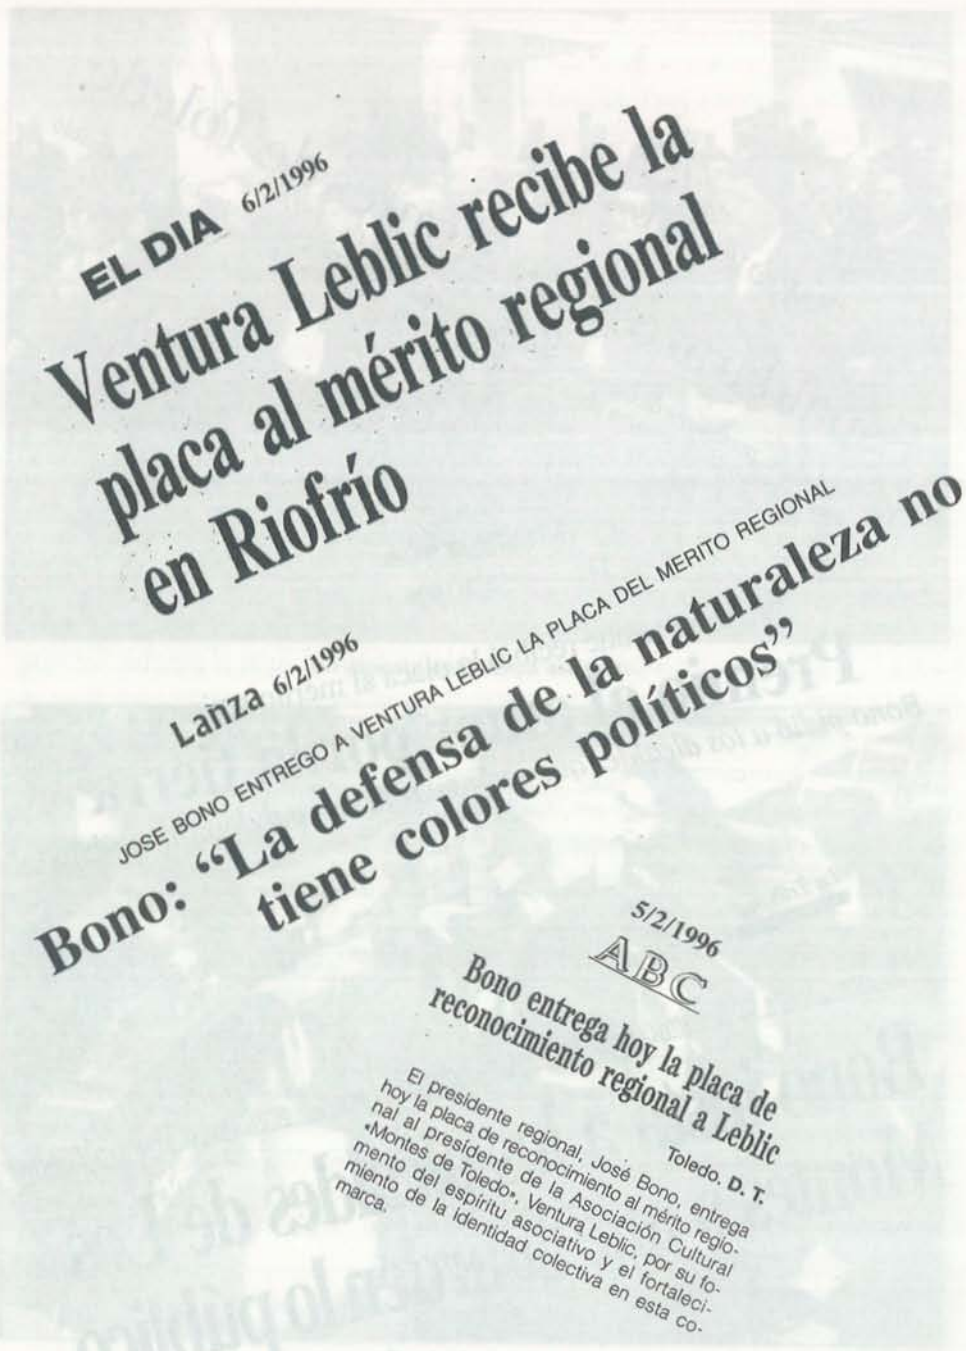 EL DIA 6/2/1996
Ventura Leblic recibe la
placa al mérito regional
en Riofrío
Lanza 6/2/1996
JOSE BONO ENTREGO A VENTURA LEBLIC LA PLACA DEL MERITO REGIONAL
Bono: “La defensa de la naturaleza no
tiene colores políticos”
5/2/1996
ABC
Bono entrega hoy la placa de
reconocimiento regional a Leblic
Toledo. D. T.
El presidente regional, José Bono, entrega
hoy la placa de reconocimiento al mérito regio-
nal al presidente de la Asociación Cultural
«Montes de Toledo», Ventura Leblic, por su fo-
mento del espíritu asociativo y el fortaleci-
miento de la identidad colectiva en esta co-
marca.